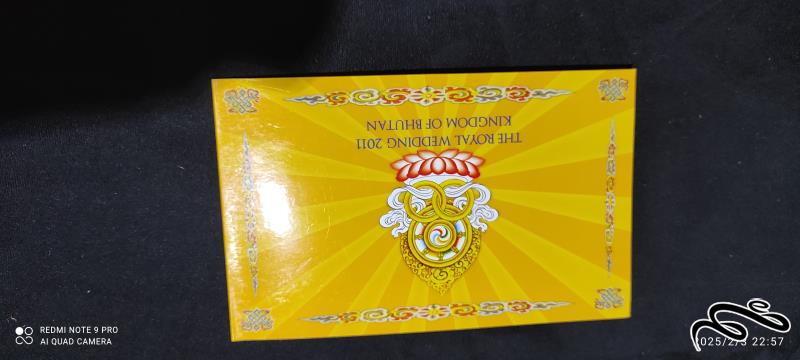 THE ROYAL WEDDING 2011
KINGDOM OF BHUTAN
REDMI NOTE 9 PRO
AI QUAD CAMERA
2025/2/3 22:57